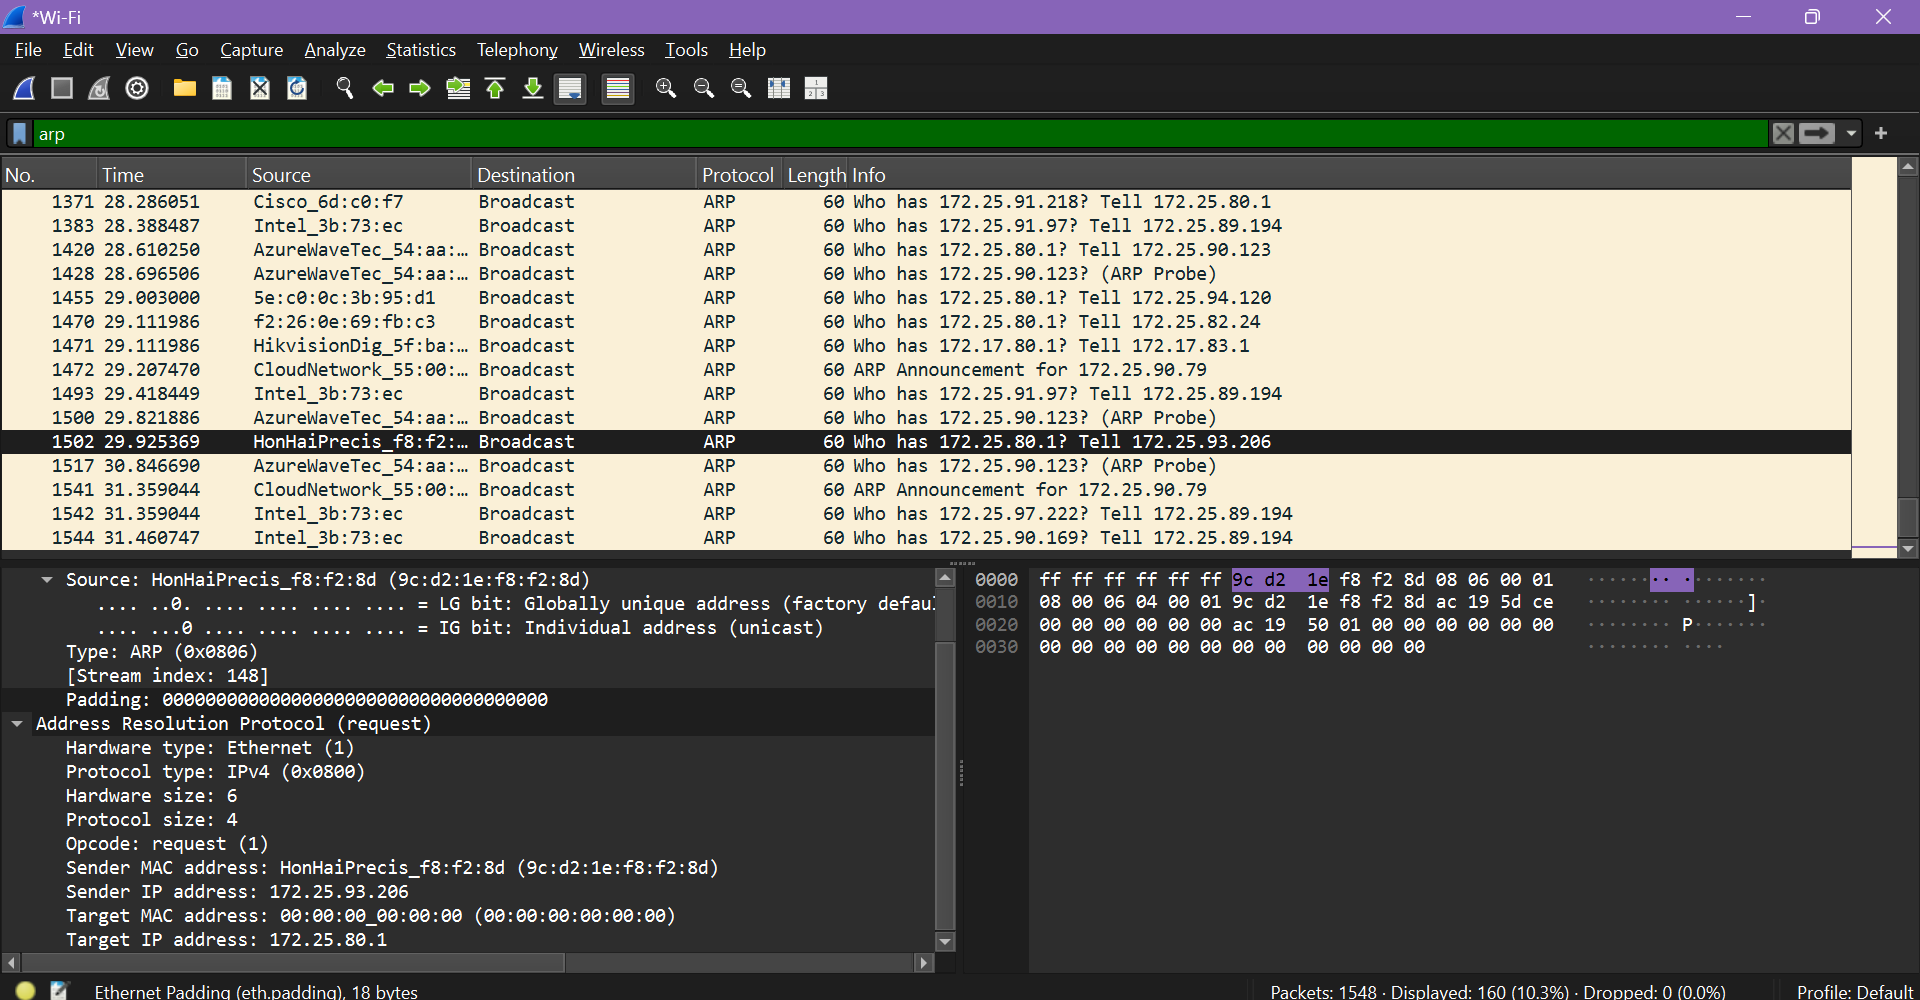 *Wi-Fi
File Edit View Go Capture Analyze Statistics Telephony Wireless Tools Help
arp
No. Time Source Destination Protocol Length Info
1371 28.286051 Cisco_6d:c0:f7 Broadcast ARP 60 Who has 172.25.91.218? Tell 172.25.80.1
1383 28.388487 Intel_3b:73:ec Broadcast ARP 60 Who has 172.25.91.97? Tell 172.25.89.194
1420 28.610250 AzureWaveTec_54:aa:… Broadcast ARP 60 Who has 172.25.80.1? Tell 172.25.90.123
1428 28.696506 AzureWaveTec_54:aa:… Broadcast ARP 60 Who has 172.25.90.123? (ARP Probe)
1455 29.003000 5e:c0:0c:3b:95:d1 Broadcast ARP 60 Who has 172.25.80.1? Tell 172.25.94.120
1470 29.111986 f2:26:0e:69:fb:c3 Broadcast ARP 60 Who has 172.25.80.1? Tell 172.25.82.24
1471 29.111986 HikvisionDig_5f:ba:… Broadcast ARP 60 Who has 172.17.80.1? Tell 172.17.83.1
1472 29.207470 CloudNetwork_55:00:… Broadcast ARP 60 ARP Announcement for 172.25.90.79
1493 29.418449 Intel_3b:73:ec Broadcast ARP 60 Who has 172.25.91.97? Tell 172.25.89.194
1500 29.821886 AzureWaveTec_54:aa:… Broadcast ARP 60 Who has 172.25.90.123? (ARP Probe)
1502 29.925369 HonHaiPrecis_f8:f2:… Broadcast ARP 60 Who has 172.25.80.1? Tell 172.25.93.206
1517 30.846690 AzureWaveTec_54:aa:… Broadcast ARP 60 Who has 172.25.90.123? (ARP Probe)
1541 31.359044 CloudNetwork_55:00:… Broadcast ARP 60 ARP Announcement for 172.25.90.79
1542 31.359044 Intel_3b:73:ec Broadcast ARP 60 Who has 172.25.97.222? Tell 172.25.89.194
1544 31.460747 Intel_3b:73:ec Broadcast ARP 60 Who has 172.25.90.169? Tell 172.25.89.194
Source: HonHaiPrecis_f8:f2:8d (9c:d2:1e:f8:f2:8d)
.... ..0. .... .... .... .... = LG bit: Globally unique address (factory defau
.... ...0 .... .... .... .... = IG bit: Individual address (unicast)
Type: ARP (0x0806)
[Stream index: 148]
Padding: 000000000000000000000000000000000000
Address Resolution Protocol (request)
Hardware type: Ethernet (1)
Protocol type: IPv4 (0x0800)
Hardware size: 6
Protocol size: 4
Opcode: request (1)
Sender MAC address: HonHaiPrecis_f8:f2:8d (9c:d2:1e:f8:f2:8d)
Sender IP address: 172.25.93.206
Target MAC address: 00:00:00_00:00:00 (00:00:00:00:00:00)
Target IP address: 172.25.80.1
0000 ff ff ff ff ff ff 9c d2 1e f8 f2 8d 08 06 00 01 ········ ········
0010 08 00 06 04 00 01 9c d2 1e f8 f2 8d ac 19 5d ce ········ ······]·
0020 00 00 00 00 00 00 ac 19 50 01 00 00 00 00 00 00 ········ P·······
0030 00 00 00 00 00 00 00 00 00 00 00 00 ········ ····
Ethernet Padding (eth.padding), 18 bytes
Packets: 1548 · Displayed: 160 (10.3%) · Dropped: 0 (0.0%)
Profile: Default